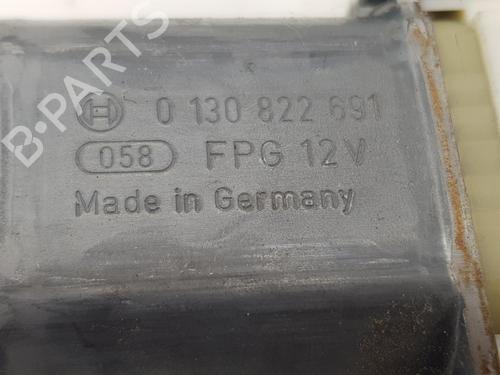 0 130 822 691
058 FPG 12V
Made in Germany
B-PARTS